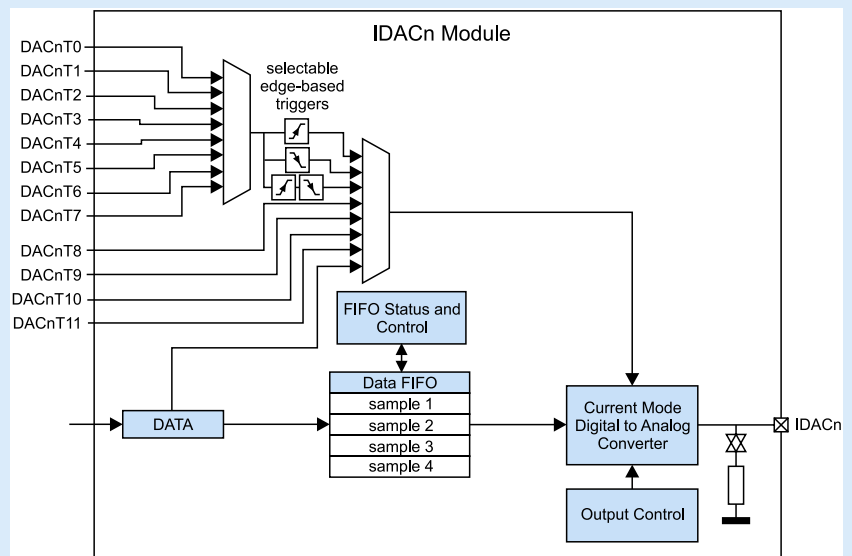 IDACn Module
DACnT0
DACnT1
DACnT2
DACnT3
DACnT4
DACnT5
DACnT6
DACnT7
DACnT8
DACnT9
DACnT10
DACnT11
selectable
edge-based
triggers
FIFO Status and
Control
Data FIFO
sample 1
sample 2
sample 3
sample 4
DATA
Current Mode
Digital to Analog
Converter
IDACn
Output Control